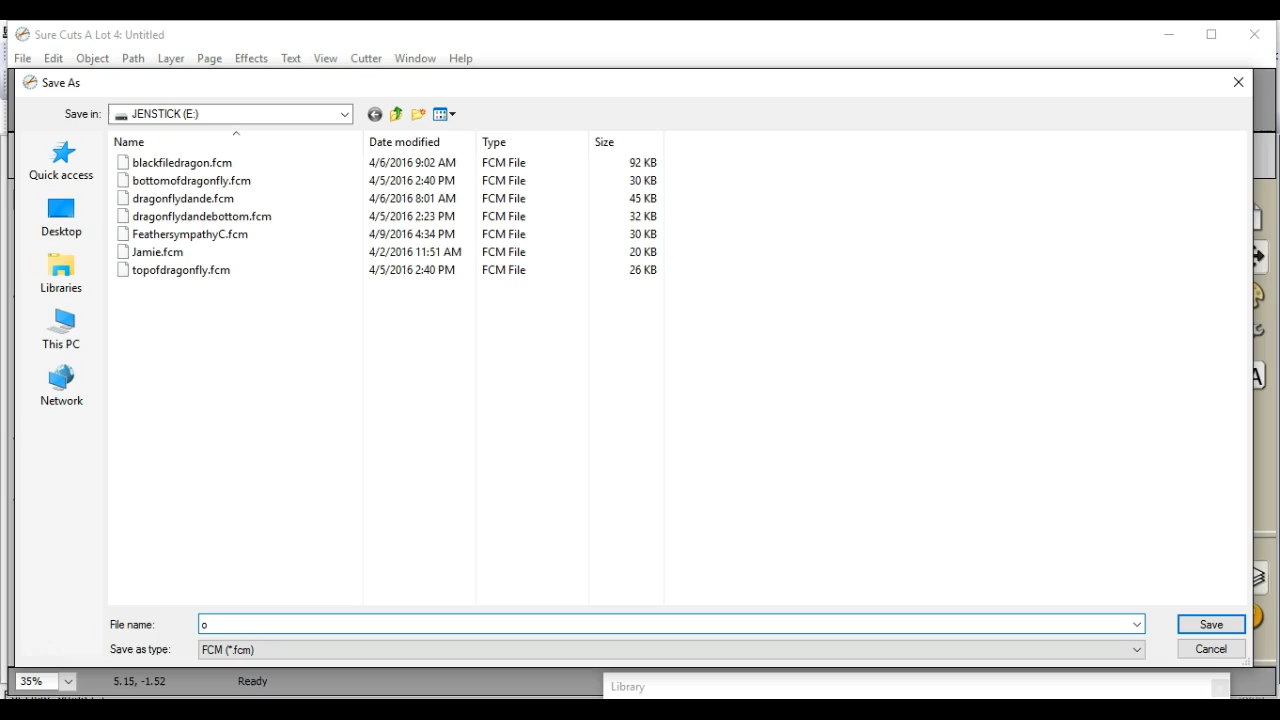 Sure Cuts A Lot 4: Untitled
File Edit Object Path Layer Page Effects Text View Cutter Window Help
Save As
Save in: JENSTICK (E:)
Name Date modified Type Size
blackfiledragon.fcm 4/6/2016 9:02 AM FCM File 92 KB
bottomofdragonfly.fcm 4/5/2016 2:40 PM FCM File 30 KB
dragonflydande.fcm 4/6/2016 8:01 AM FCM File 45 KB
dragonflydandebottom.fcm 4/5/2016 2:23 PM FCM File 32 KB
FeathersympathyC.fcm 4/9/2016 4:34 PM FCM File 30 KB
Jamie.fcm 4/2/2016 11:51 AM FCM File 20 KB
topofdragonfly.fcm 4/5/2016 2:40 PM FCM File 26 KB
Quick access
Desktop
Libraries
This PC
Network
A
File name: o Save
Save as type: FCM (*.fcm) Cancel
35% 5.15, -1.52 Ready
Library